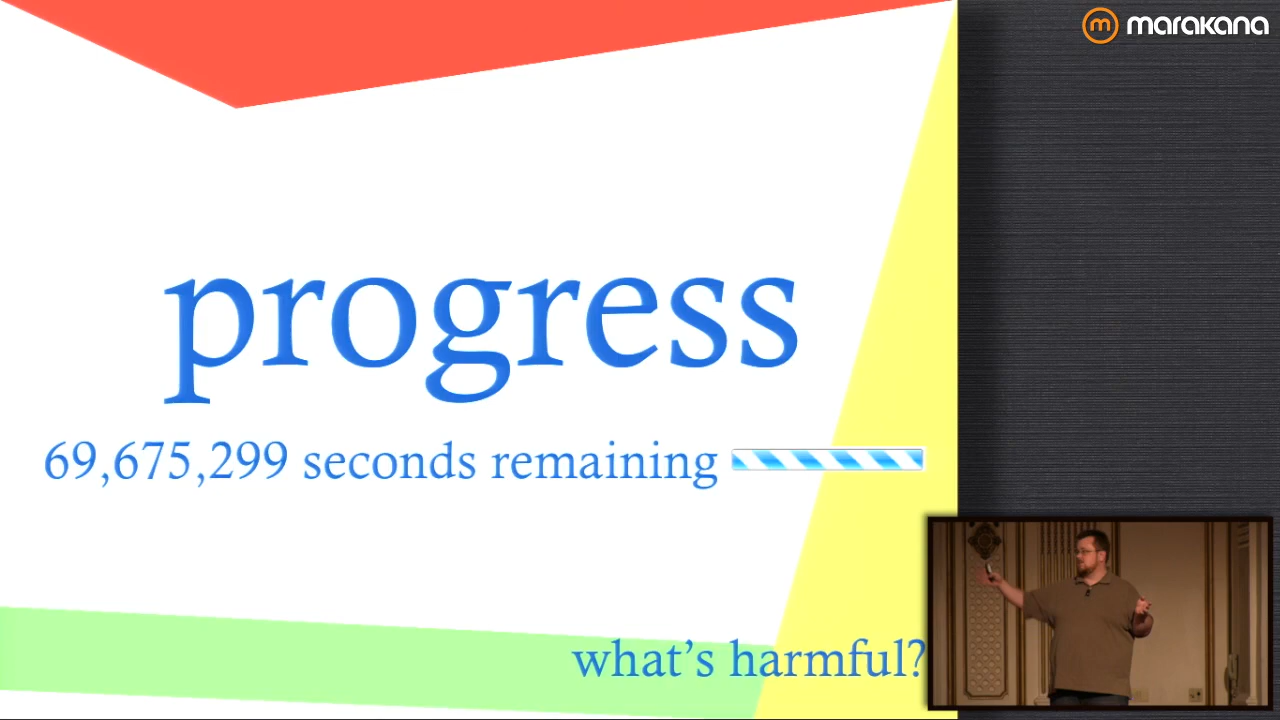 marakana
progress
69,675,299 seconds remaining
what's harmful?